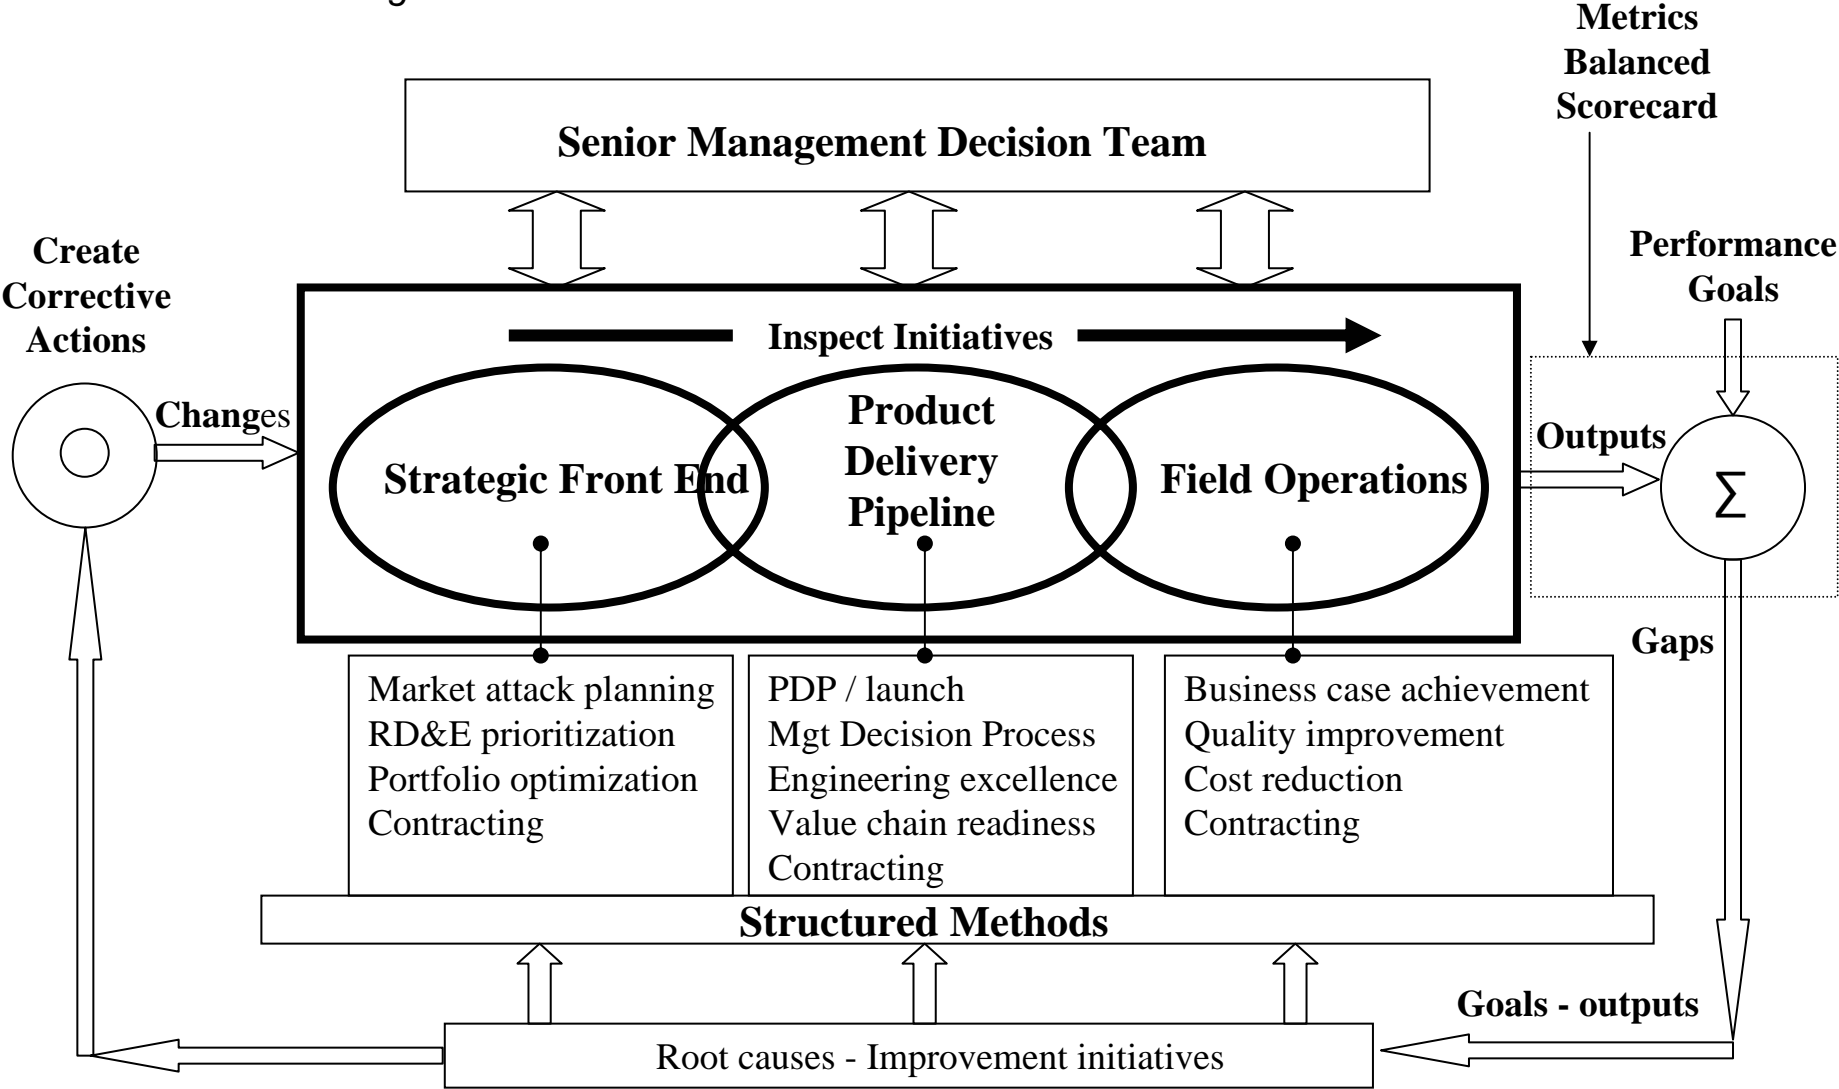 Metrics
Balanced
Scorecard
Senior Management Decision Team
Create
Corrective
Actions
Performance
Goals
Inspect Initiatives
Changes
Strategic Front End
Product
Delivery
Pipeline
Field Operations
Outputs
∑
Gaps
Market attack planning
RD&E prioritization
Portfolio optimization
Contracting
PDP / launch
Mgt Decision Process
Engineering excellence
Value chain readiness
Contracting
Business case achievement
Quality improvement
Cost reduction
Contracting
Structured Methods
Goals - outputs
Root causes - Improvement initiatives